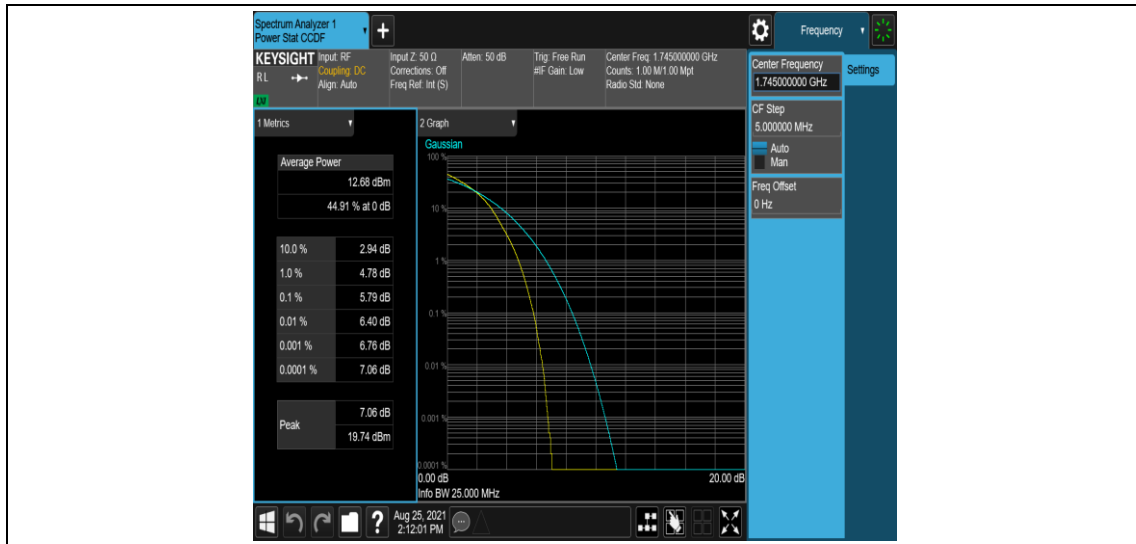 Spectrum Analyzer 1
Power Stat CCDF
+
Frequency
KEYSIGHT
RL
LXI
Input: RF
Coupling: DC
Align: Auto
Input Z: 50 Ω
Corrections: Off
Freq Ref: Int (S)
Atten: 50 dB
Trig: Free Run
#IF Gain: Low
Center Freq: 1.745000000 GHz
Counts: 1.00 M/1.00 Mpt
Radio Std: None
Center Frequency
1.745000000 GHz
Settings
CF Step
5.000000 MHz
Auto
Man
Freq Offset
0 Hz
1 Metrics
Average Power
12.68 dBm
44.91 % at 0 dB
10.0 % 2.94 dB
1.0 % 4.78 dB
0.1 % 5.79 dB
0.01 % 6.40 dB
0.001 % 6.76 dB
0.0001 % 7.06 dB
Peak
7.06 dB
19.74 dBm
2 Graph
Gaussian
100 %
10 %
1 %
0.1 %
0.01 %
0.001 %
0.0001 %
0.00 dB 20.00 dB
Info BW 25.000 MHz
?
Aug 25, 2021
2:12:01 PM